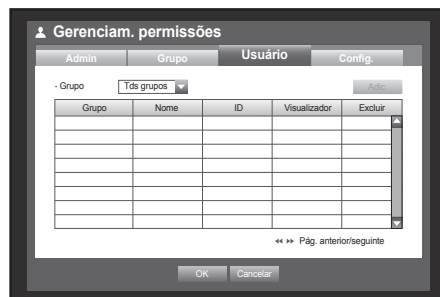 Gerenciam. permissões
Admin Grupo Usuário Config.
- Grupo Tds grupos Adic.
Grupo Nome ID Visualizador Excluir
Pág. anterior/seguinte
OK Cancelar